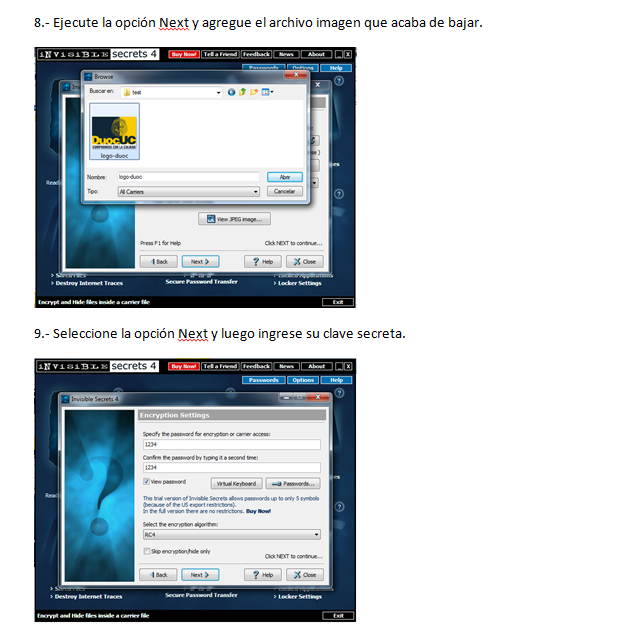 8.- Ejecute la opción Next y agregue el archivo imagen que acaba de bajar.
INVISIBLE secrets 4 Buy Now! Tell a Friend Feedback News About _ X
Passwords Options Help
Browse
Buscar en: test
DuocUC
COMPROMISO CON LA CALIDAD
logo-duoc
Nombre: logo-duoc Abrir
Tipo: All Carriers Cancelar
View JPEG image...
Press F1 for Help Click NEXT to continue...
Back Next Help Close
> Destroy Internet Traces Secure Password Transfer > Locker Settings
Encrypt and Hide files inside a carrier file Exit
9.- Seleccione la opción Next y luego ingrese su clave secreta.
INVISIBLE secrets 4 Buy Now! Tell a Friend Feedback News About _ X
Passwords Options Help
Invisible Secrets 4
Encryption Settings
Specify the password for encryption or carrier access:
1234
Confirm the password by typing it a second time:
1234
View password Virtual Keyboard Passwords...
This trial version of Invisible Secrets allows passwords up to only 5 symbols
(because of the US export restrictions).
In the full version there are no restrictions. Buy Now!
Select the encryption algorithm:
RC4
Skip encryption/hide only
Click NEXT to continue...
Back Next Help Close
> Destroy Internet Traces Secure Password Transfer > Locker Settings
Encrypt and Hide files inside a carrier file Exit